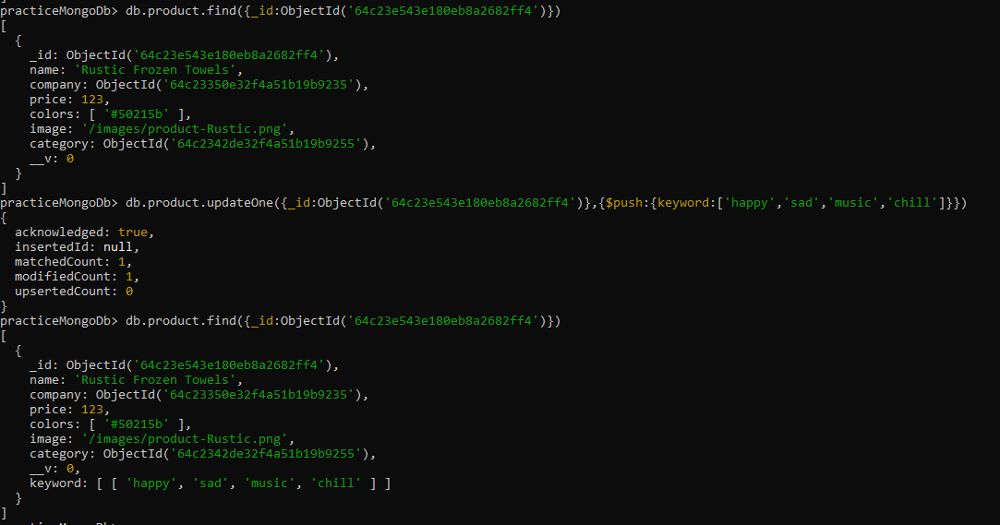 practiceMongoDb> db.product.find({_id:ObjectId('64c23e543e180eb8a2682ff4')})
[
  {
    _id: ObjectId('64c23e543e180eb8a2682ff4'),
    name: 'Rustic Frozen Towels',
    company: ObjectId('64c23350e32f4a51b19b9235'),
    price: 123,
    colors: [ '#50215b' ],
    image: '/images/product-Rustic.png',
    category: ObjectId('64c2342de32f4a51b19b9255'),
    __v: 0
  }
]
practiceMongoDb> db.product.updateOne({_id:ObjectId('64c23e543e180eb8a2682ff4')},{$push:{keyword:['happy','sad','music','chill']}})
{
  acknowledged: true,
  insertedId: null,
  matchedCount: 1,
  modifiedCount: 1,
  upsertedCount: 0
}
practiceMongoDb> db.product.find({_id:ObjectId('64c23e543e180eb8a2682ff4')})
[
  {
    _id: ObjectId('64c23e543e180eb8a2682ff4'),
    name: 'Rustic Frozen Towels',
    company: ObjectId('64c23350e32f4a51b19b9235'),
    price: 123,
    colors: [ '#50215b' ],
    image: '/images/product-Rustic.png',
    category: ObjectId('64c2342de32f4a51b19b9255'),
    __v: 0,
    keyword: [ [ 'happy', 'sad', 'music', 'chill' ] ]
  }
]